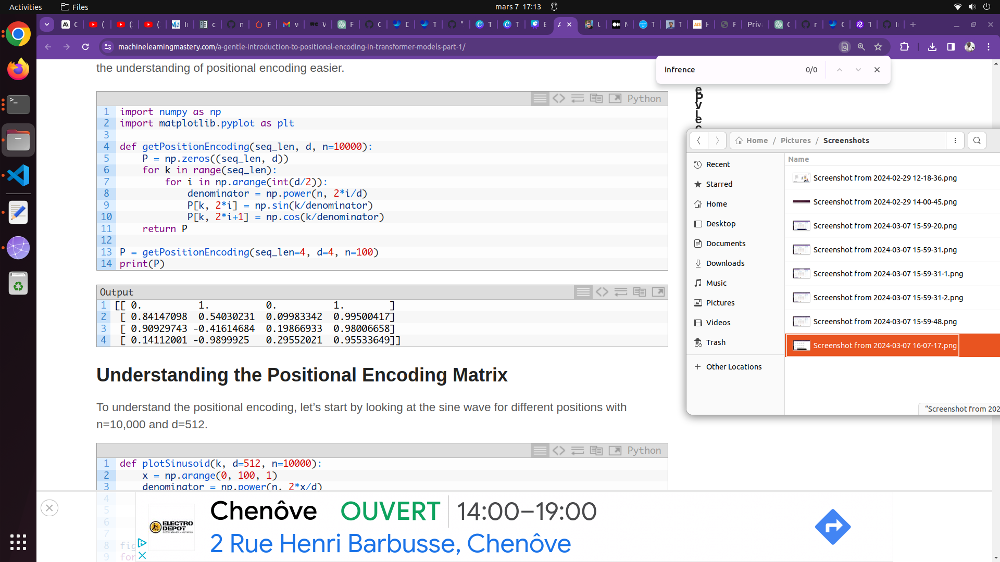 Activities
Files
mars 7 17:13
machinelearningmastery.com/a-gentle-introduction-to-positional-encoding-in-transformer-models-part-1/
infrence
0/0
the understanding of positional encoding easier.
Python
1 import numpy as np
2 import matplotlib.pyplot as plt
3
4 def getPositionEncoding(seq_len, d, n=10000):
5 P = np.zeros((seq_len, d))
6 for k in range(seq_len):
7 for i in np.arange(int(d/2)):
8 denominator = np.power(n, 2*i/d)
9 P[k, 2*i] = np.sin(k/denominator)
10 P[k, 2*i+1] = np.cos(k/denominator)
11 return P
12
13 P = getPositionEncoding(seq_len=4, d=4, n=100)
14 print(P)
Output
1 [[ 0. 1. 0. 1. ]
2 [ 0.84147098 0.54030231 0.09983342 0.99500417]
3 [ 0.90929743 -0.41614684 0.19866933 0.98006658]
4 [ 0.14112001 -0.9899925 0.29552021 0.95533649]]
Understanding the Positional Encoding Matrix
To understand the positional encoding, let’s start by looking at the sine wave for different positions with
n=10,000 and d=512.
Python
1 def plotSinusoid(k, d=512, n=10000):
2 x = np.arange(0, 100, 1)
3 denominator = np.power(n, 2*x/d)
4
5
6
7
8 fig
9 for
Home / Pictures / Screenshots
Recent
Starred
Home
Desktop
Documents
Downloads
Music
Pictures
Videos
Trash
Other Locations
Name
Screenshot from 2024-02-29 12-18-36.png
Screenshot from 2024-02-29 14-00-45.png
Screenshot from 2024-03-07 15-59-20.png
Screenshot from 2024-03-07 15-59-31.png
Screenshot from 2024-03-07 15-59-31-1.png
Screenshot from 2024-03-07 15-59-31-2.png
Screenshot from 2024-03-07 15-59-48.png
Screenshot from 2024-03-07 16-07-17.png
“Screenshot from 202
ELECTRO
DEPOT
Chenôve OUVERT 14:00–19:00
2 Rue Henri Barbusse, Chenôve